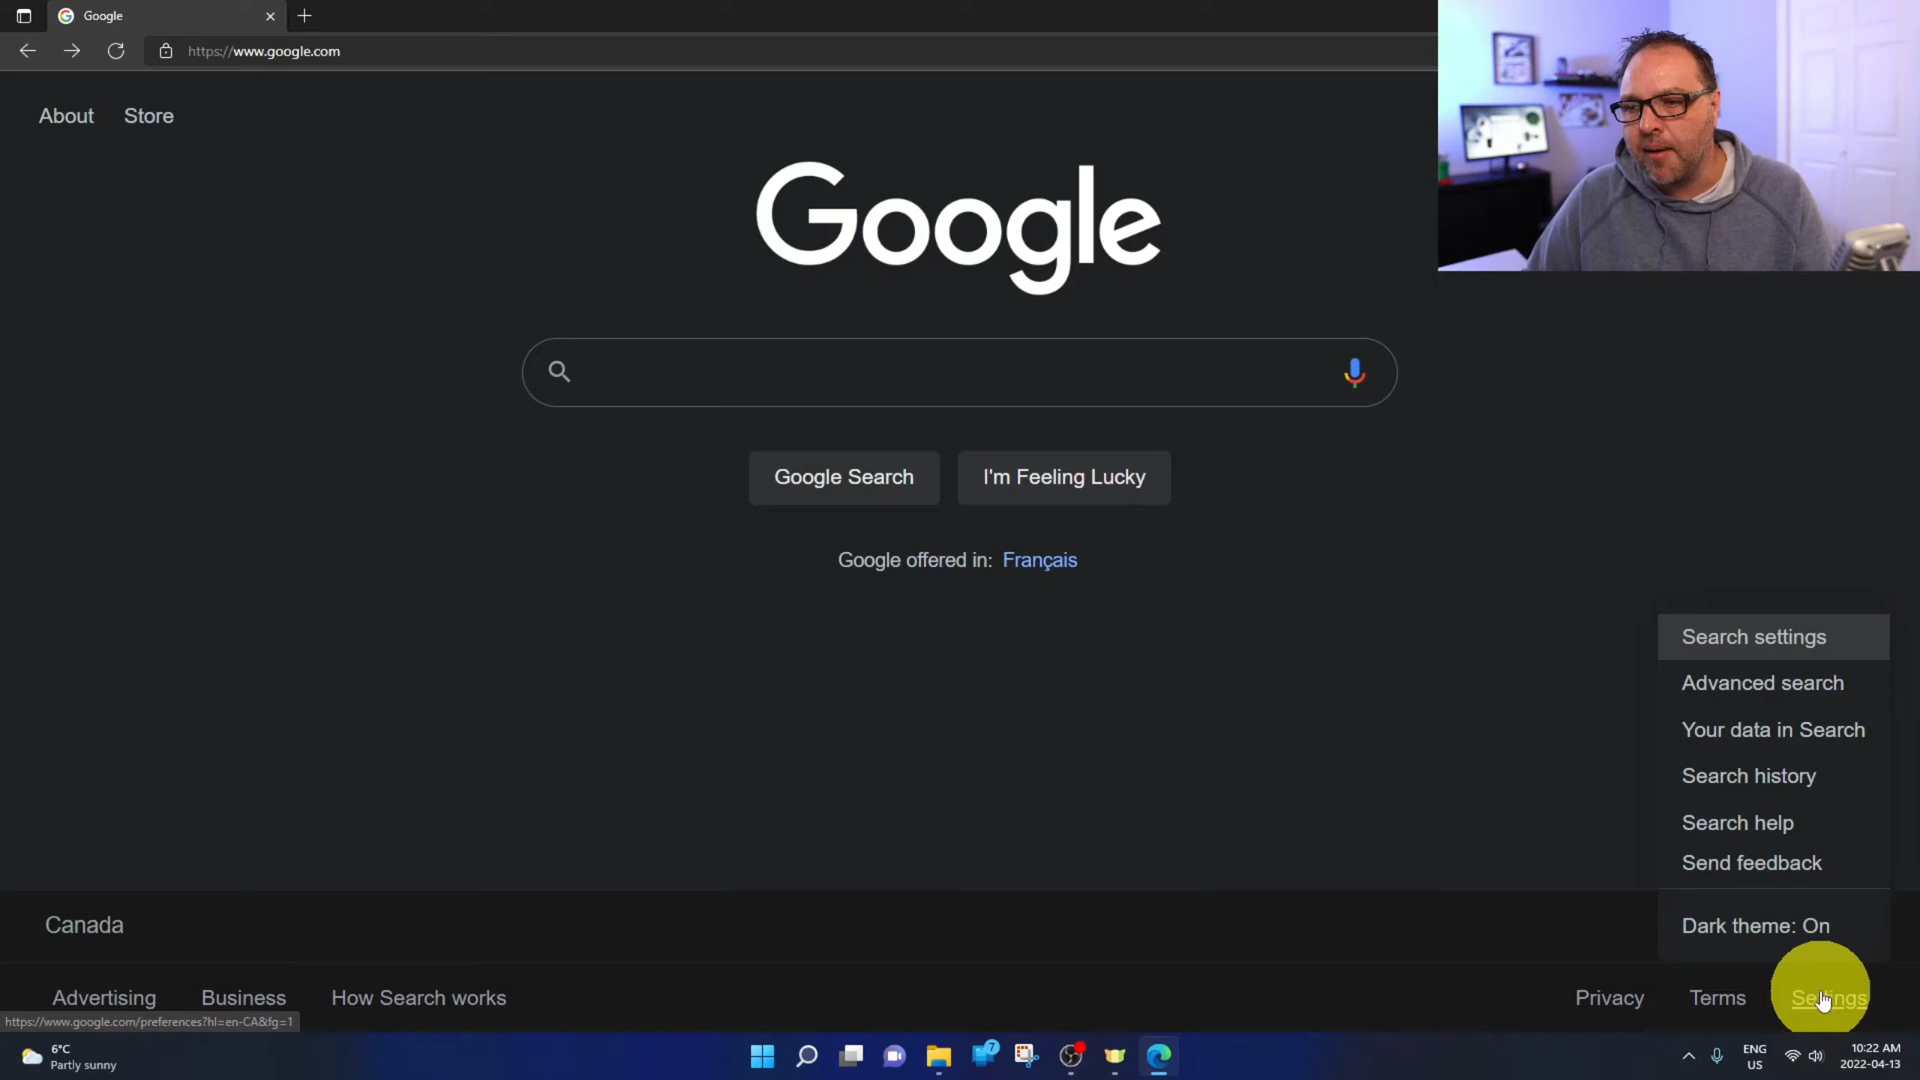 Google
https://www.google.com
About
Store
Google
Google Search
I'm Feeling Lucky
Google offered in: Français
Search settings
Advanced search
Your data in Search
Search history
Search help
Send feedback
Dark theme: On
Canada
Advertising
Business
How Search works
Privacy
Terms
Settings
https://www.google.com/preferences?hl=en-CA&fg=1
6°C
Partly sunny
7
ENG
US
10:22 AM
2022-04-13